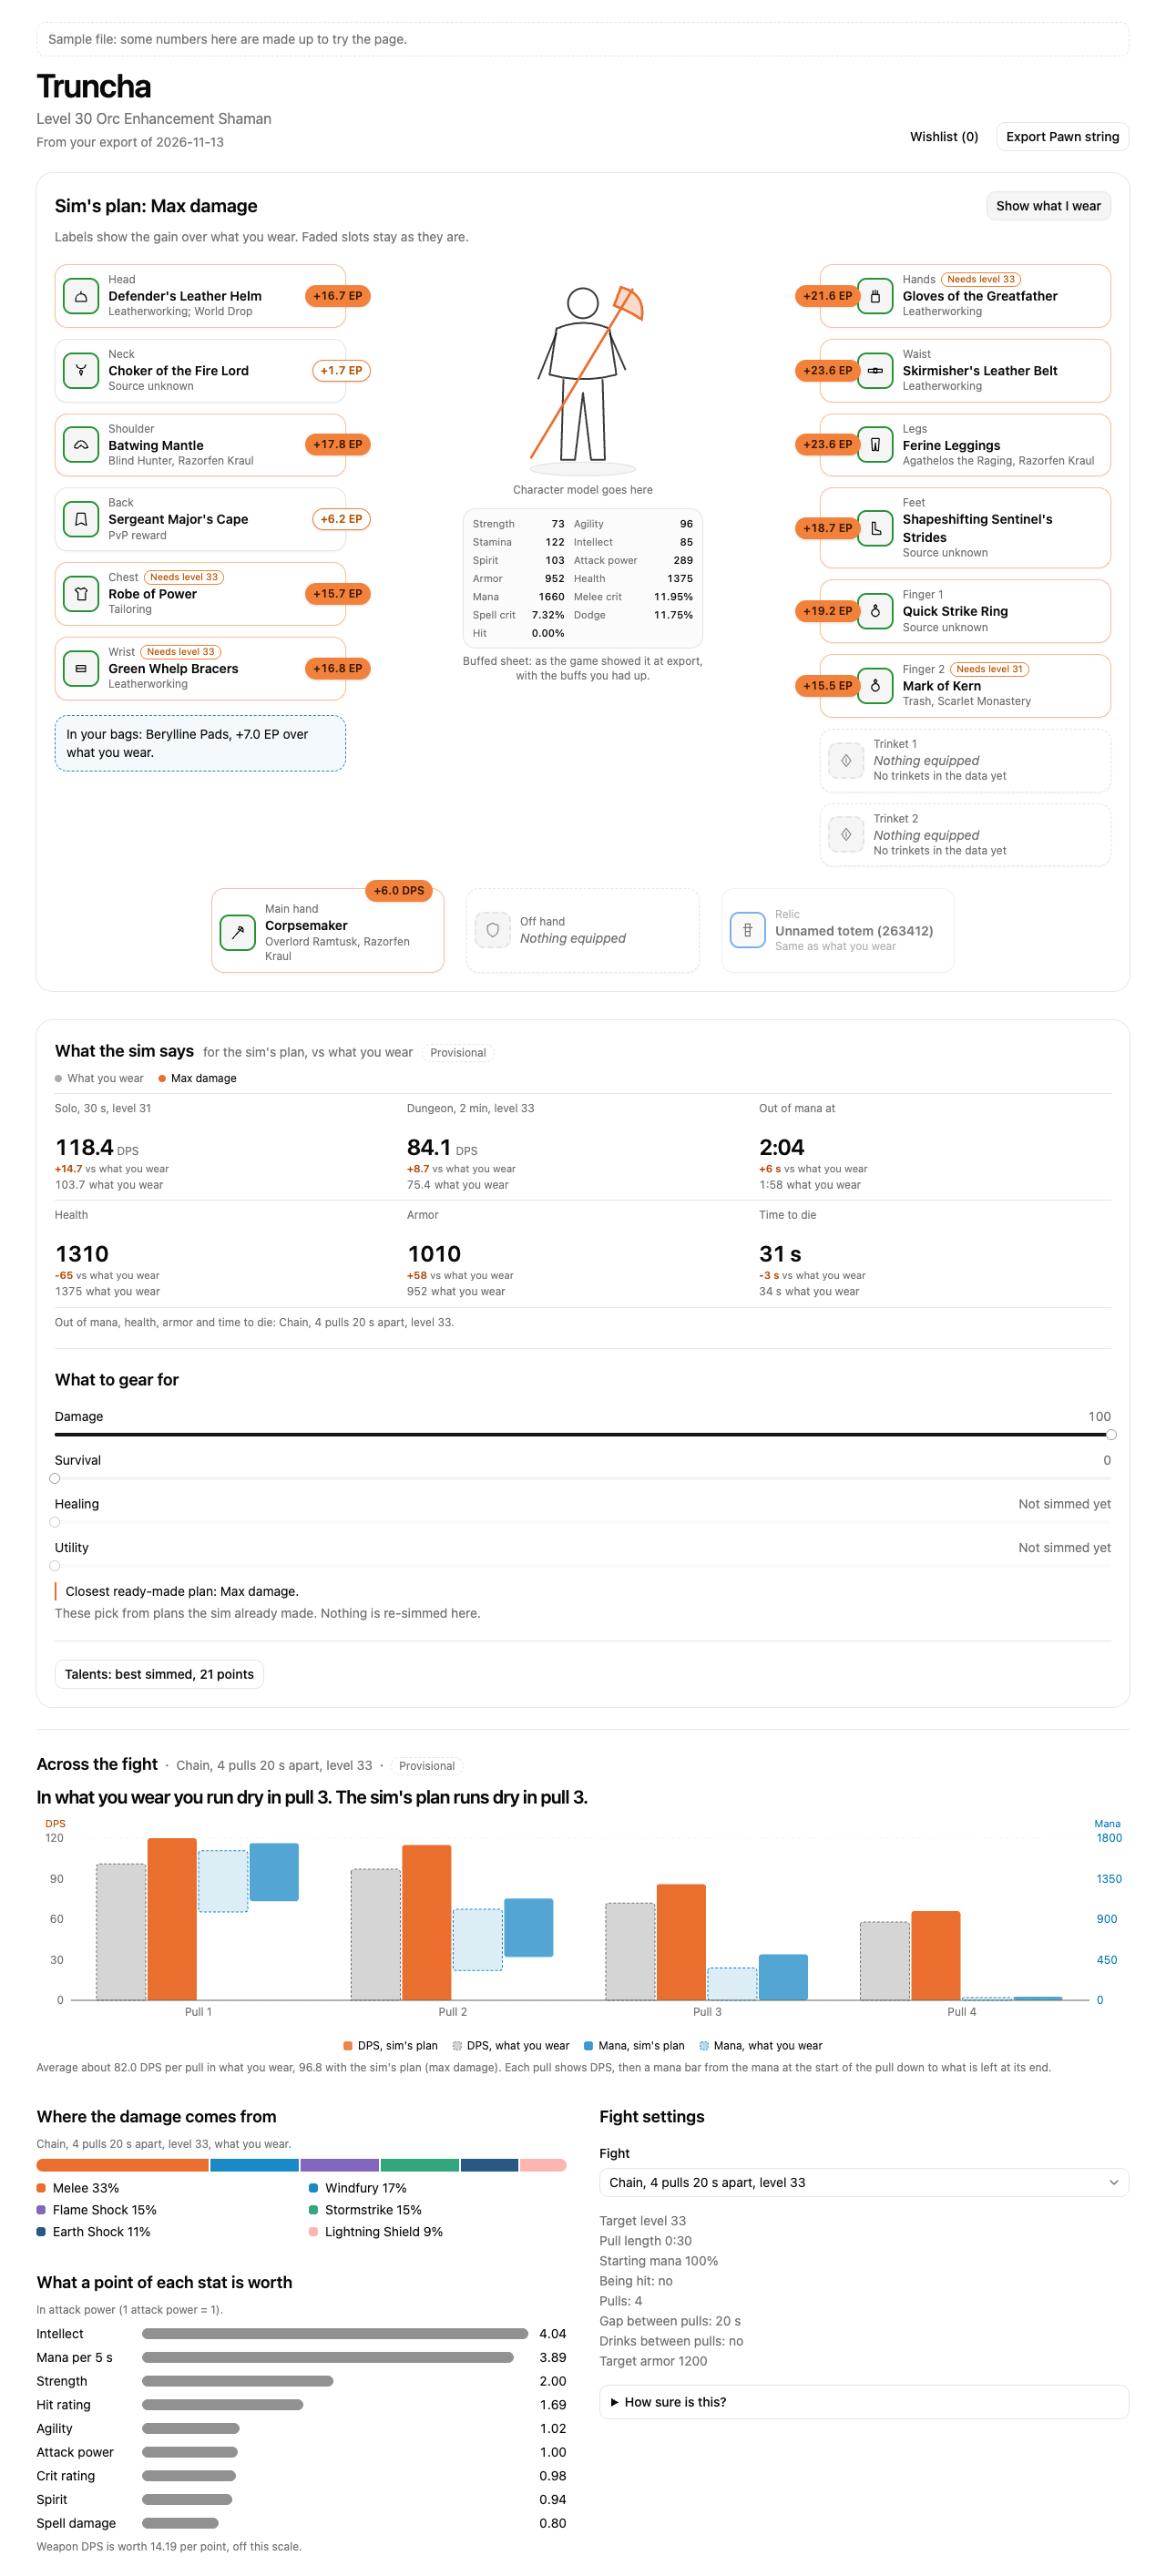 Sample file: some numbers here are made up to try the page.
Truncha
Level 30 Orc Enhancement Shaman
From your export of 2026-11-13
Wishlist (0)
Export Pawn string
Sim's plan: Max damage
Show what I wear
Labels show the gain over what you wear. Faded slots stay as they are.
Head
Defender's Leather Helm
Leatherworking; World Drop
+16.7 EP
Neck
Choker of the Fire Lord
Source unknown
+1.7 EP
Shoulder
Batwing Mantle
Blind Hunter, Razorfen Kraul
+17.8 EP
Back
Sergeant Major's Cape
PvP reward
+6.2 EP
Chest Needs level 33
Robe of Power
Tailoring
+15.7 EP
Wrist Needs level 33
Green Whelp Bracers
Leatherworking
+16.8 EP
In your bags: Berylline Pads, +7.0 EP over
what you wear.
Character model goes here
Strength 73 Agility 96
Stamina 122 Intellect 85
Spirit 103 Attack power 289
Armor 952 Health 1375
Mana 1660 Melee crit 11.95%
Spell crit 7.32% Dodge 11.75%
Hit 0.00%
Buffed sheet: as the game showed it at export,
with the buffs you had up.
Hands Needs level 33
+21.6 EP
Gloves of the Greatfather
Leatherworking
Waist
+23.6 EP
Skirmisher's Leather Belt
Leatherworking
Legs
+23.6 EP
Ferine Leggings
Agathelos the Raging, Razorfen Kraul
Feet
+18.7 EP
Shapeshifting Sentinel's
Strides
Source unknown
Finger 1
+19.2 EP
Quick Strike Ring
Source unknown
Finger 2 Needs level 31
+15.5 EP
Mark of Kern
Trash, Scarlet Monastery
Trinket 1
Nothing equipped
No trinkets in the data yet
Trinket 2
Nothing equipped
No trinkets in the data yet
+6.0 DPS
Main hand
Corpsemaker
Overlord Ramtusk, Razorfen
Kraul
Off hand
Nothing equipped
Relic
Unnamed totem (263412)
Same as what you wear
What the sim says for the sim's plan, vs what you wear Provisional
What you wear Max damage
Solo, 30 s, level 31
118.4 DPS
+14.7 vs what you wear
103.7 what you wear
Dungeon, 2 min, level 33
84.1 DPS
+8.7 vs what you wear
75.4 what you wear
Out of mana at
2:04
+6 s vs what you wear
1:58 what you wear
Health
1310
-65 vs what you wear
1375 what you wear
Armor
1010
+58 vs what you wear
952 what you wear
Time to die
31 s
-3 s vs what you wear
34 s what you wear
Out of mana, health, armor and time to die: Chain, 4 pulls 20 s apart, level 33.
What to gear for
Damage 100
Survival 0
Healing Not simmed yet
Utility Not simmed yet
Closest ready-made plan: Max damage.
These pick from plans the sim already made. Nothing is re-simmed here.
Talents: best simmed, 21 points
Across the fight · Chain, 4 pulls 20 s apart, level 33 · Provisional
In what you wear you run dry in pull 3. The sim's plan runs dry in pull 3.
DPS Mana
120 1800
90 1350
60 900
30 450
0 0
Pull 1 Pull 2 Pull 3 Pull 4
DPS, sim's plan DPS, what you wear Mana, sim's plan Mana, what you wear
Average about 82.0 DPS per pull in what you wear, 96.8 with the sim's plan (max damage). Each pull shows DPS, then a mana bar from the mana at the start of the pull down to what is left at its end.
Where the damage comes from
Chain, 4 pulls 20 s apart, level 33, what you wear.
Melee 33% Windfury 17%
Flame Shock 15% Stormstrike 15%
Earth Shock 11% Lightning Shield 9%
What a point of each stat is worth
In attack power (1 attack power = 1).
Intellect 4.04
Mana per 5 s 3.89
Strength 2.00
Hit rating 1.69
Agility 1.02
Attack power 1.00
Crit rating 0.98
Spirit 0.94
Spell damage 0.80
Weapon DPS is worth 14.19 per point, off this scale.
Fight settings
Fight
Chain, 4 pulls 20 s apart, level 33
Target level 33
Pull length 0:30
Starting mana 100%
Being hit: no
Pulls: 4
Gap between pulls: 20 s
Drinks between pulls: no
Target armor 1200
How sure is this?